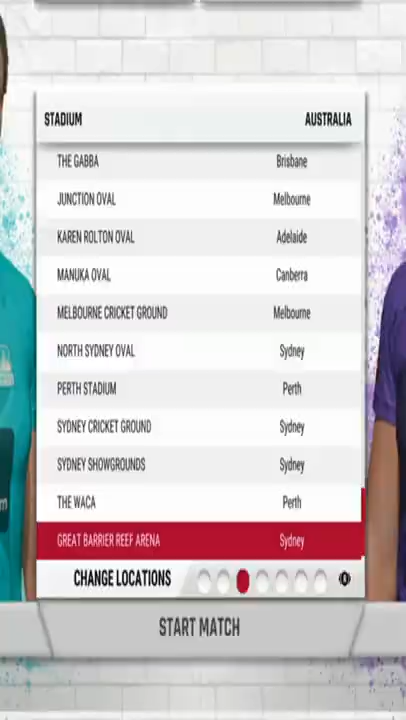 STADIUM AUSTRALIA
THE GABBA Brisbane
JUNCTION OVAL Melbourne
KAREN ROLTON OVAL Adelaide
MANUKA OVAL Canberra
MELBOURNE CRICKET GROUND Melbourne
NORTH SYDNEY OVAL Sydney
PERTH STADIUM Perth
SYDNEY CRICKET GROUND Sydney
SYDNEY SHOWGROUNDS Sydney
THE WACA Perth
GREAT BARRIER REEF ARENA Sydney
CHANGE LOCATIONS
START MATCH